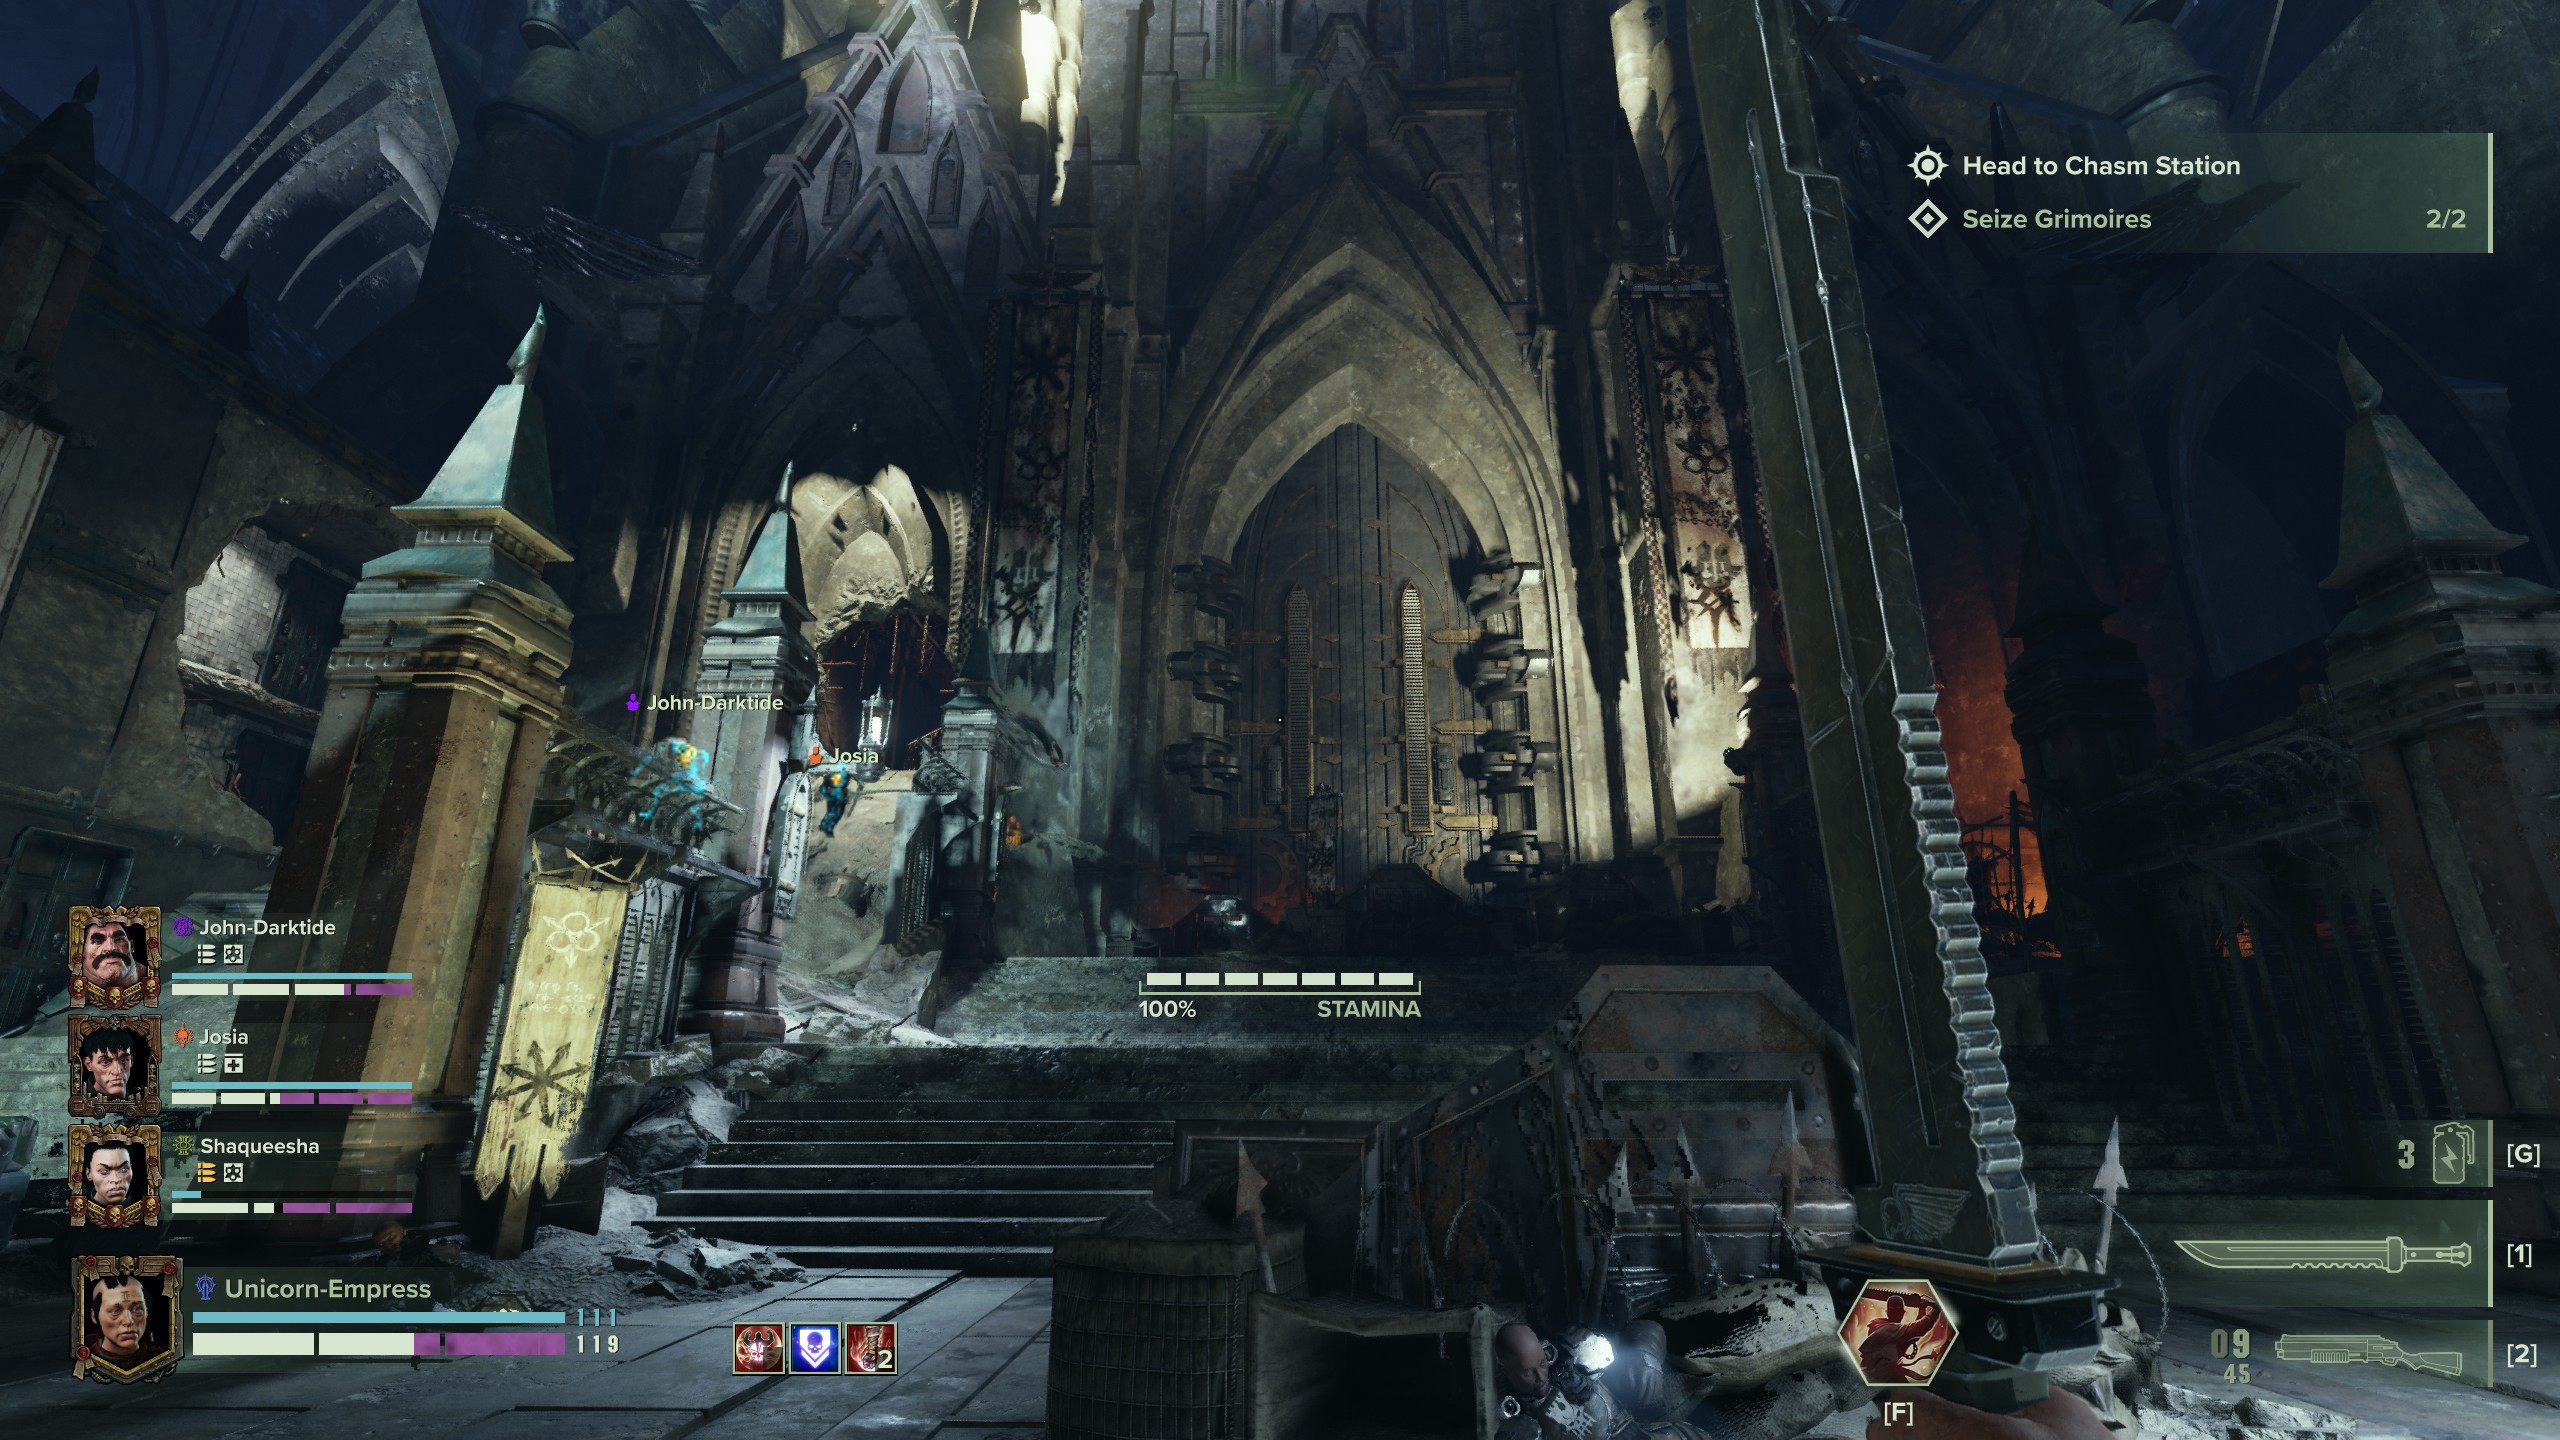 Head to Chasm Station
Seize Grimoires 2/2
John-Darktide
Josia
100% STAMINA
John-Darktide
Josia
Shaqueesha
Unicorn-Empress
111
119
2
[F]
3 [G]
[1]
09
45
[2]